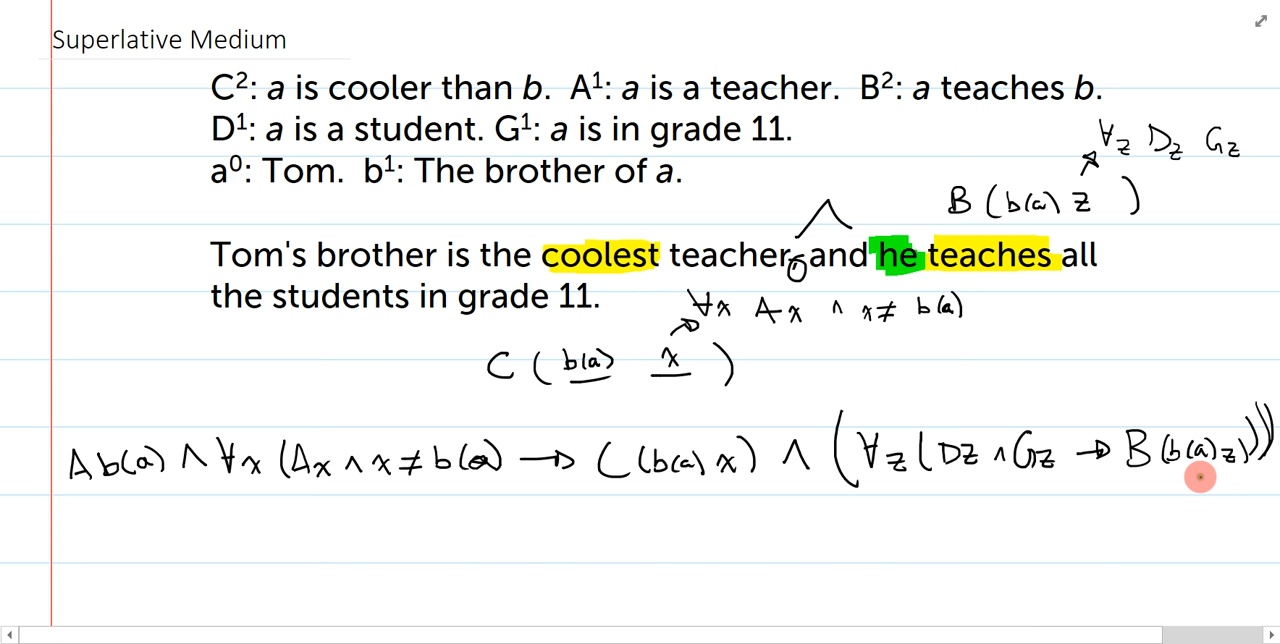 Superlative Medium
C²: a is cooler than b. A¹: a is a teacher. B²: a teaches b.
D¹: a is a student. G¹: a is in grade 11.
∀z Dz Gz
a⁰: Tom. b¹: The brother of a.
B (b(a) z )
∧
Tom's brother is the coolest teacher, and he teaches all
the students in grade 11.
∀x Ax ∧ x≠ b(a)
C ( b(a) x )
Ab(a) ∧ ∀x (Ax ∧ x≠b(a) → C(b(a) x) ∧ (∀z(Dz ∧ Gz → B(b(a)z)))